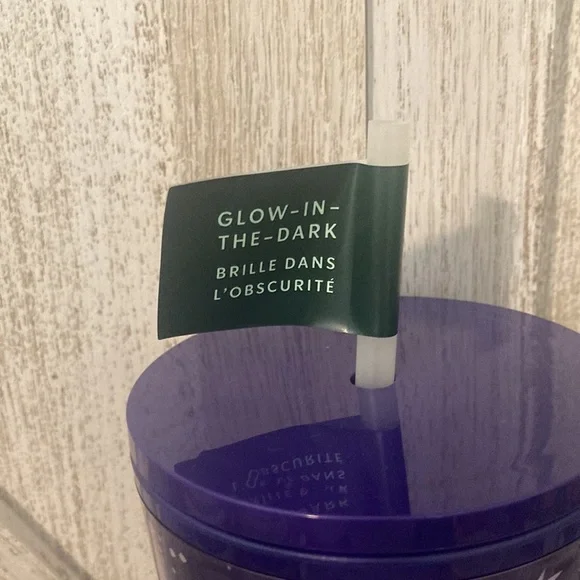 GLOW-IN-
THE-DARK
BRILLE DANS
L'OBSCURITÉ